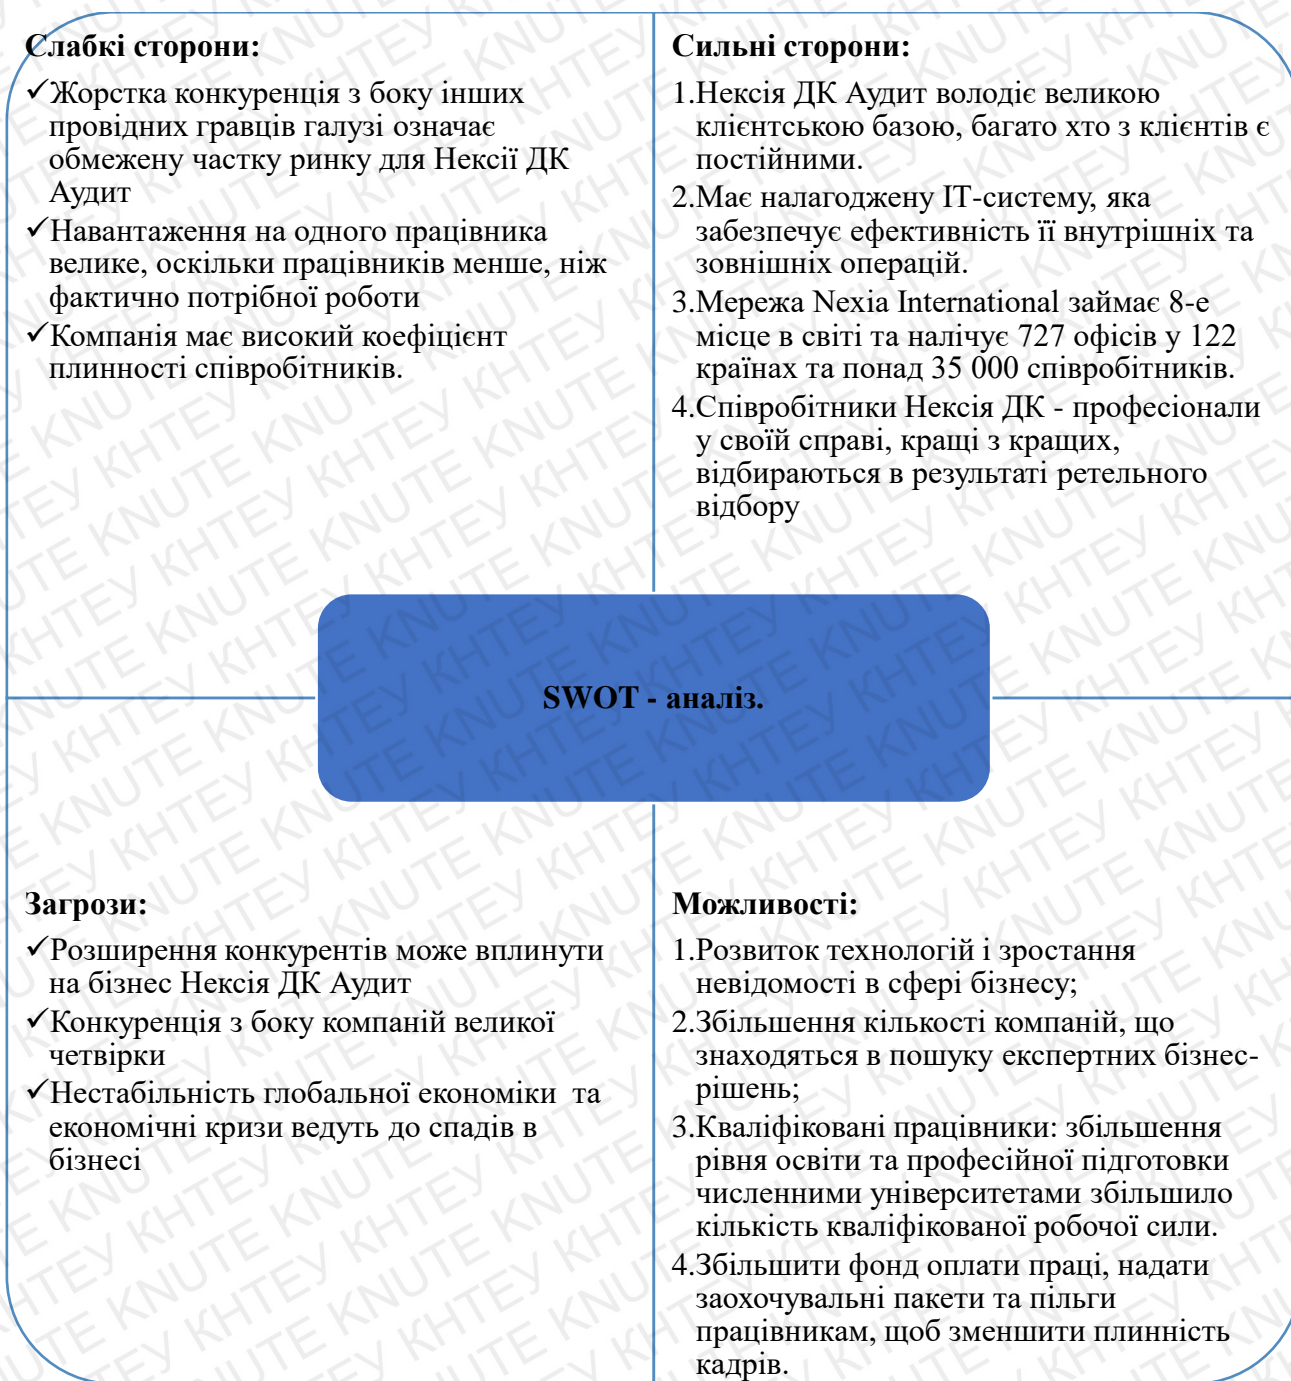 Слабкі сторони:
✓Жорстка конкуренція з боку інших
провідних гравців галузі означає
обмежену частку ринку для Нексії ДК
Аудит
✓Навантаження на одного працівника
велике, оскільки працівників менше, ніж
фактично потрібної роботи
✓Компанія має високий коефіцієнт
плинності співробітників.
Сильні сторони:
1.Нексія ДК Аудит володіє великою
клієнтською базою, багато хто з клієнтів є
постійними.
2.Має налагоджену ІТ-систему, яка
забезпечує ефективність її внутрішніх та
зовнішніх операцій.
3.Мережа Nexia International займає 8-е
місце в світі та налічує 727 офісів у 122
країнах та понад 35 000 співробітників.
4.Співробітники Нексія ДК - професіонали
у своїй справі, кращі з кращих,
відбираються в результаті ретельного
відбору
SWOT - аналіз.
Загрози:
✓Розширення конкурентів може вплинути
на бізнес Нексія ДК Аудит
✓Конкуренція з боку компаній великої
четвірки
✓Нестабільність глобальної економіки та
економічні кризи ведуть до спадів в
бізнесі
Можливості:
1.Розвиток технологій і зростання
невідомості в сфері бізнесу;
2.Збільшення кількості компаній, що
знаходяться в пошуку експертних бізнес-
рішень;
3.Кваліфіковані працівники: збільшення
рівня освіти та професійної підготовки
численними університетами збільшило
кількість кваліфікованої робочої сили.
4.Збільшити фонд оплати праці, надати
заохочувальні пакети та пільги
працівникам, щоб зменшити плинність
кадрів.